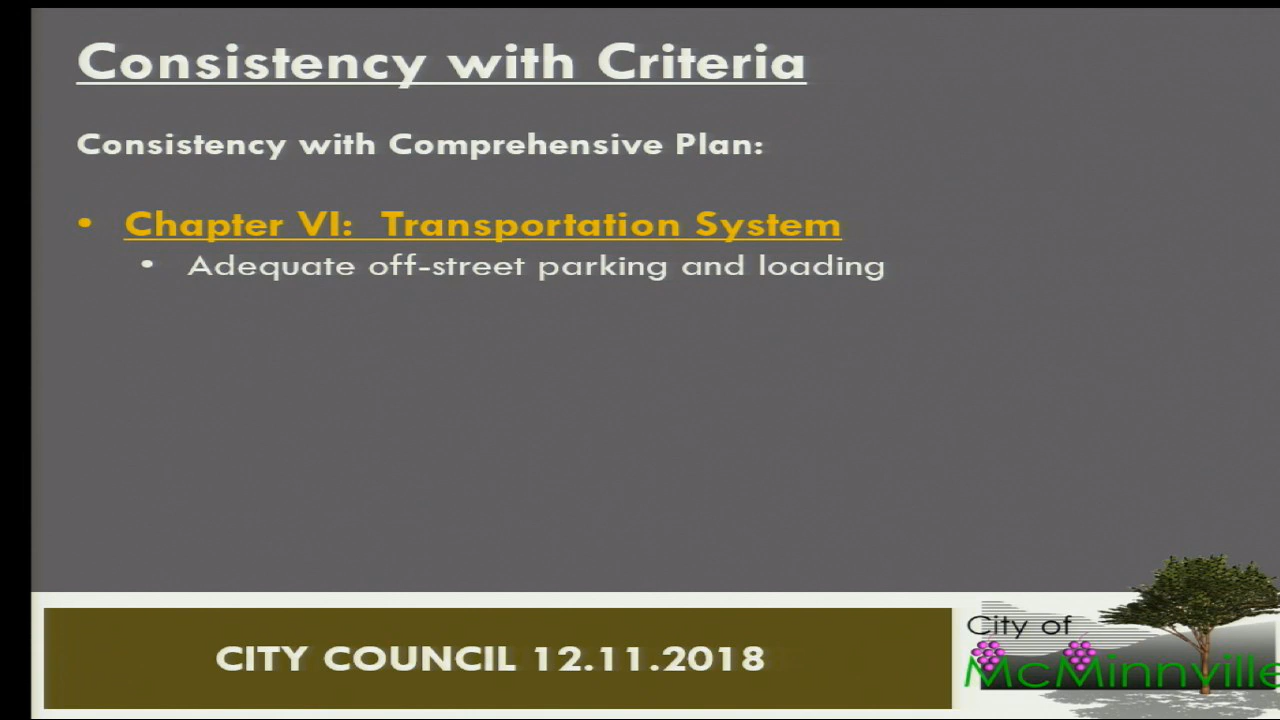 Consistency with Criteria
Consistency with Comprehensive Plan:
• Chapter VI: Transportation System
• Adequate off-street parking and loading
CITY COUNCIL 12.11.2018
City of
McMinnville